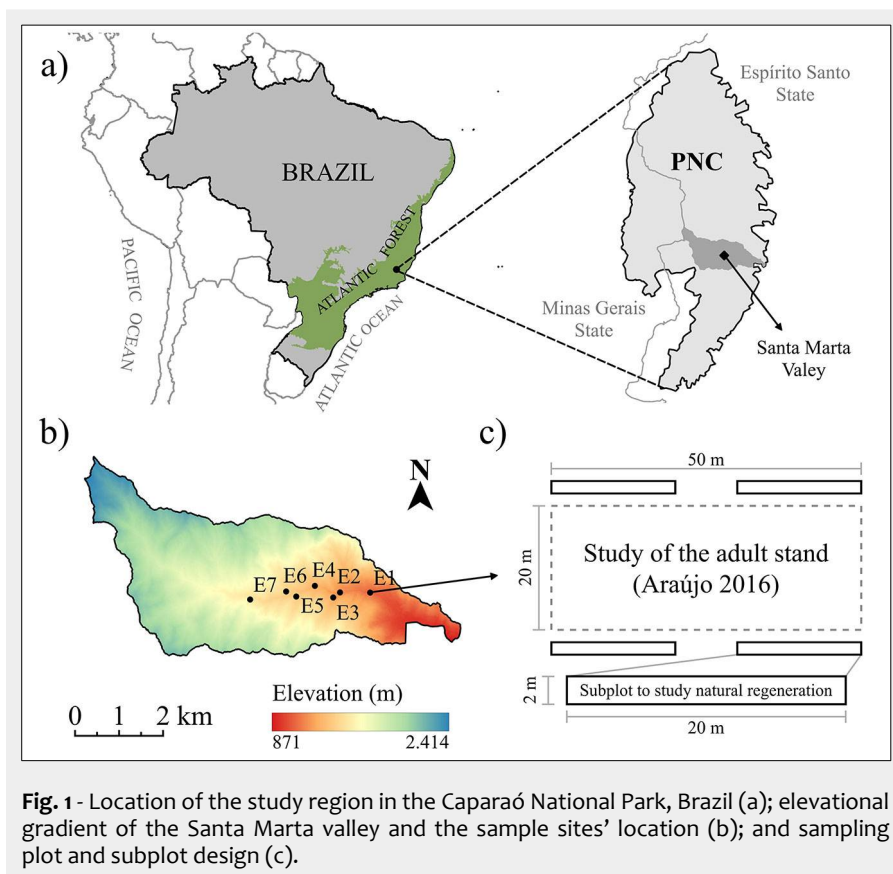 a)
BRAZIL
PACIFIC OCEAN
ATLANTIC FOREST
ATLANTIC OCEAN
Espírito Santo
State
PNC
Minas Gerais
State
Santa Marta
Valey
b)
N
E7
E6
E5
E4
E3
E2
E1
0 1 2 km
Elevation (m)
871 2.414
c)
50 m
20 m
Study of the adult stand
(Araújo 2016)
2 m
Subplot to study natural regeneration
20 m
Fig. 1 - Location of the study region in the Caparaó National Park, Brazil (a); elevational
gradient of the Santa Marta valley and the sample sites' location (b); and sampling
plot and subplot design (c).